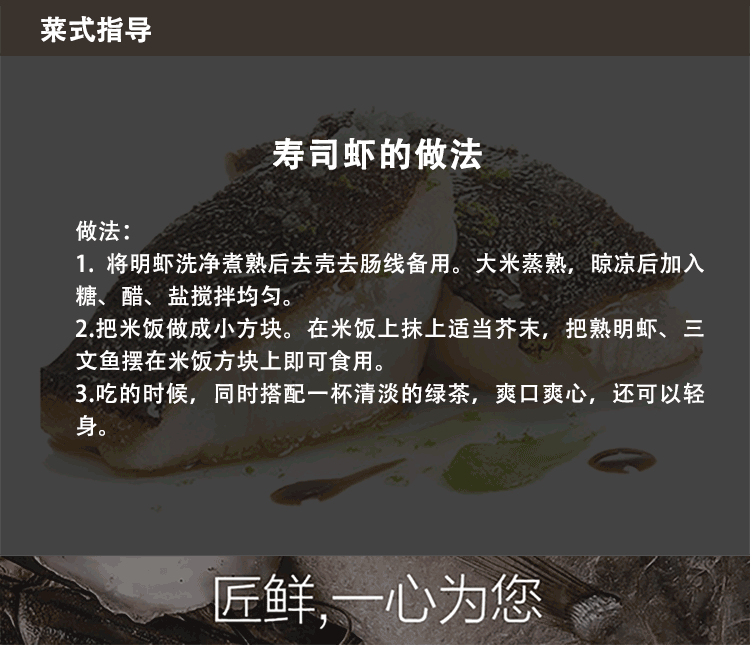 菜式指导
寿司虾的做法
做法：
1. 将明虾洗净煮熟后去壳去肠线备用。大米蒸熟，晾凉后加入
糖、醋、盐搅拌均匀。
2.把米饭做成小方块。在米饭上抹上适当芥末，把熟明虾、三
文鱼摆在米饭方块上即可食用。
3.吃的时候，同时搭配一杯清淡的绿茶，爽口爽心，还可以轻
身。
匠鲜,一心为您